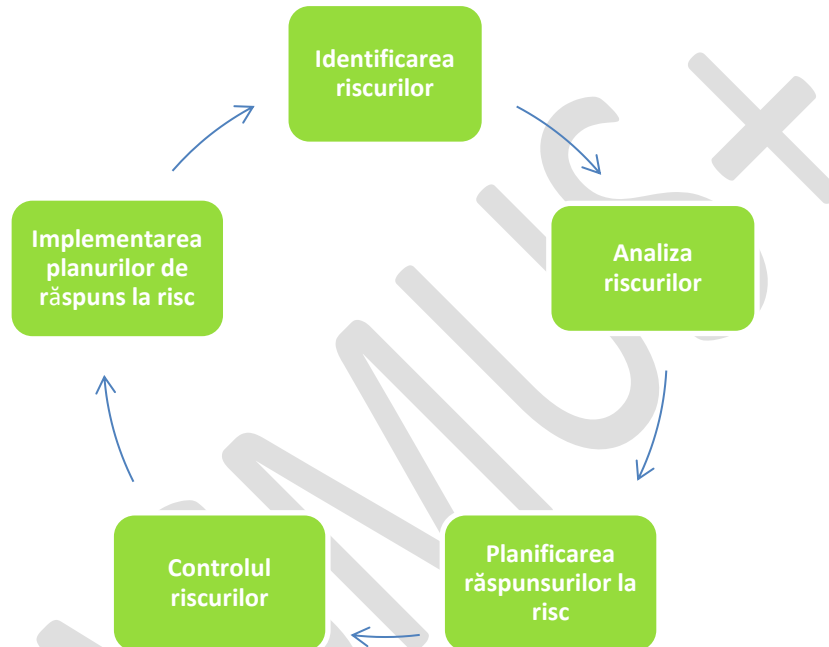 Identificarea
riscurilor
Analiza
riscurilor
Planificarea
răspunsurilor la
risc
Controlul
riscurilor
Implementarea
planurilor de
răspuns la risc